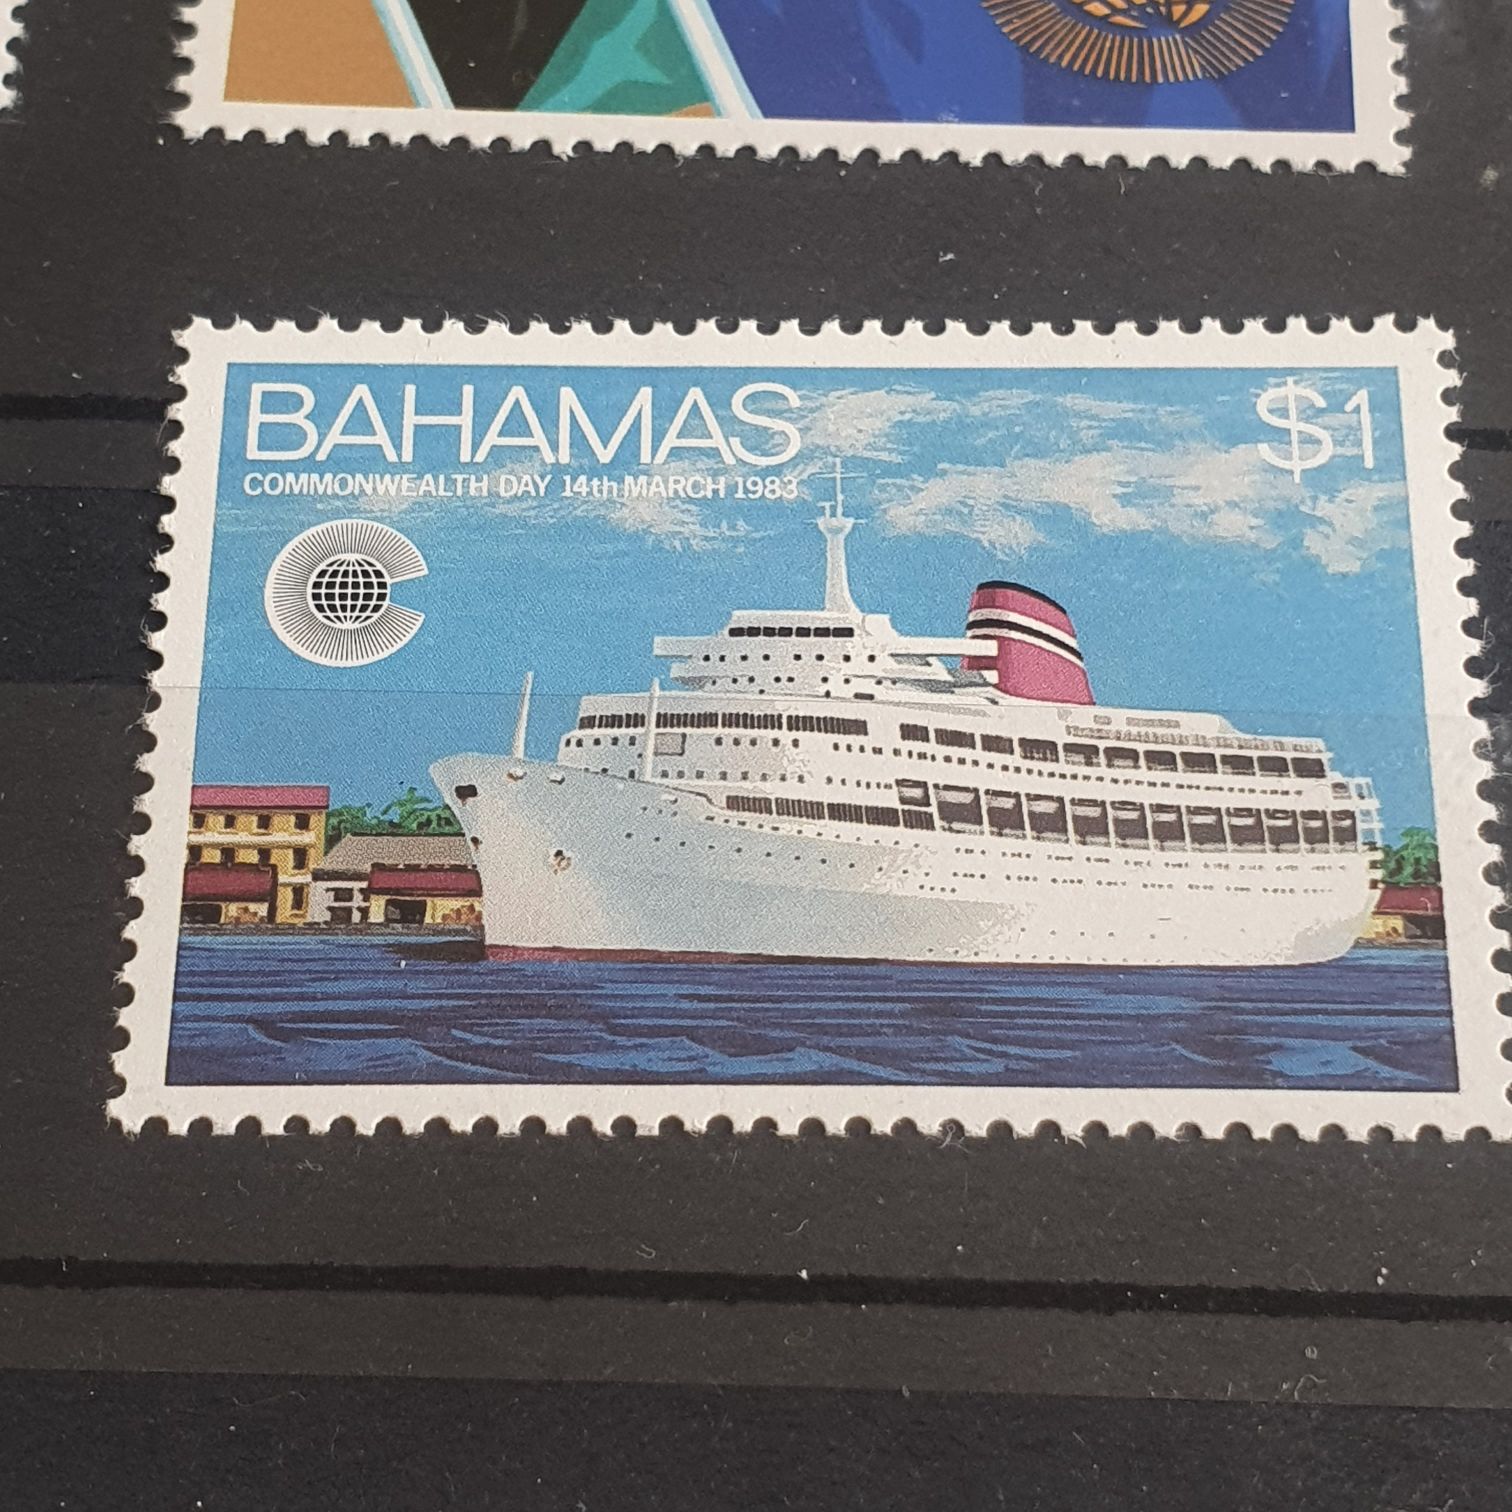 BAHAMAS
$1
COMMONWEALTH DAY 14th MARCH 1983